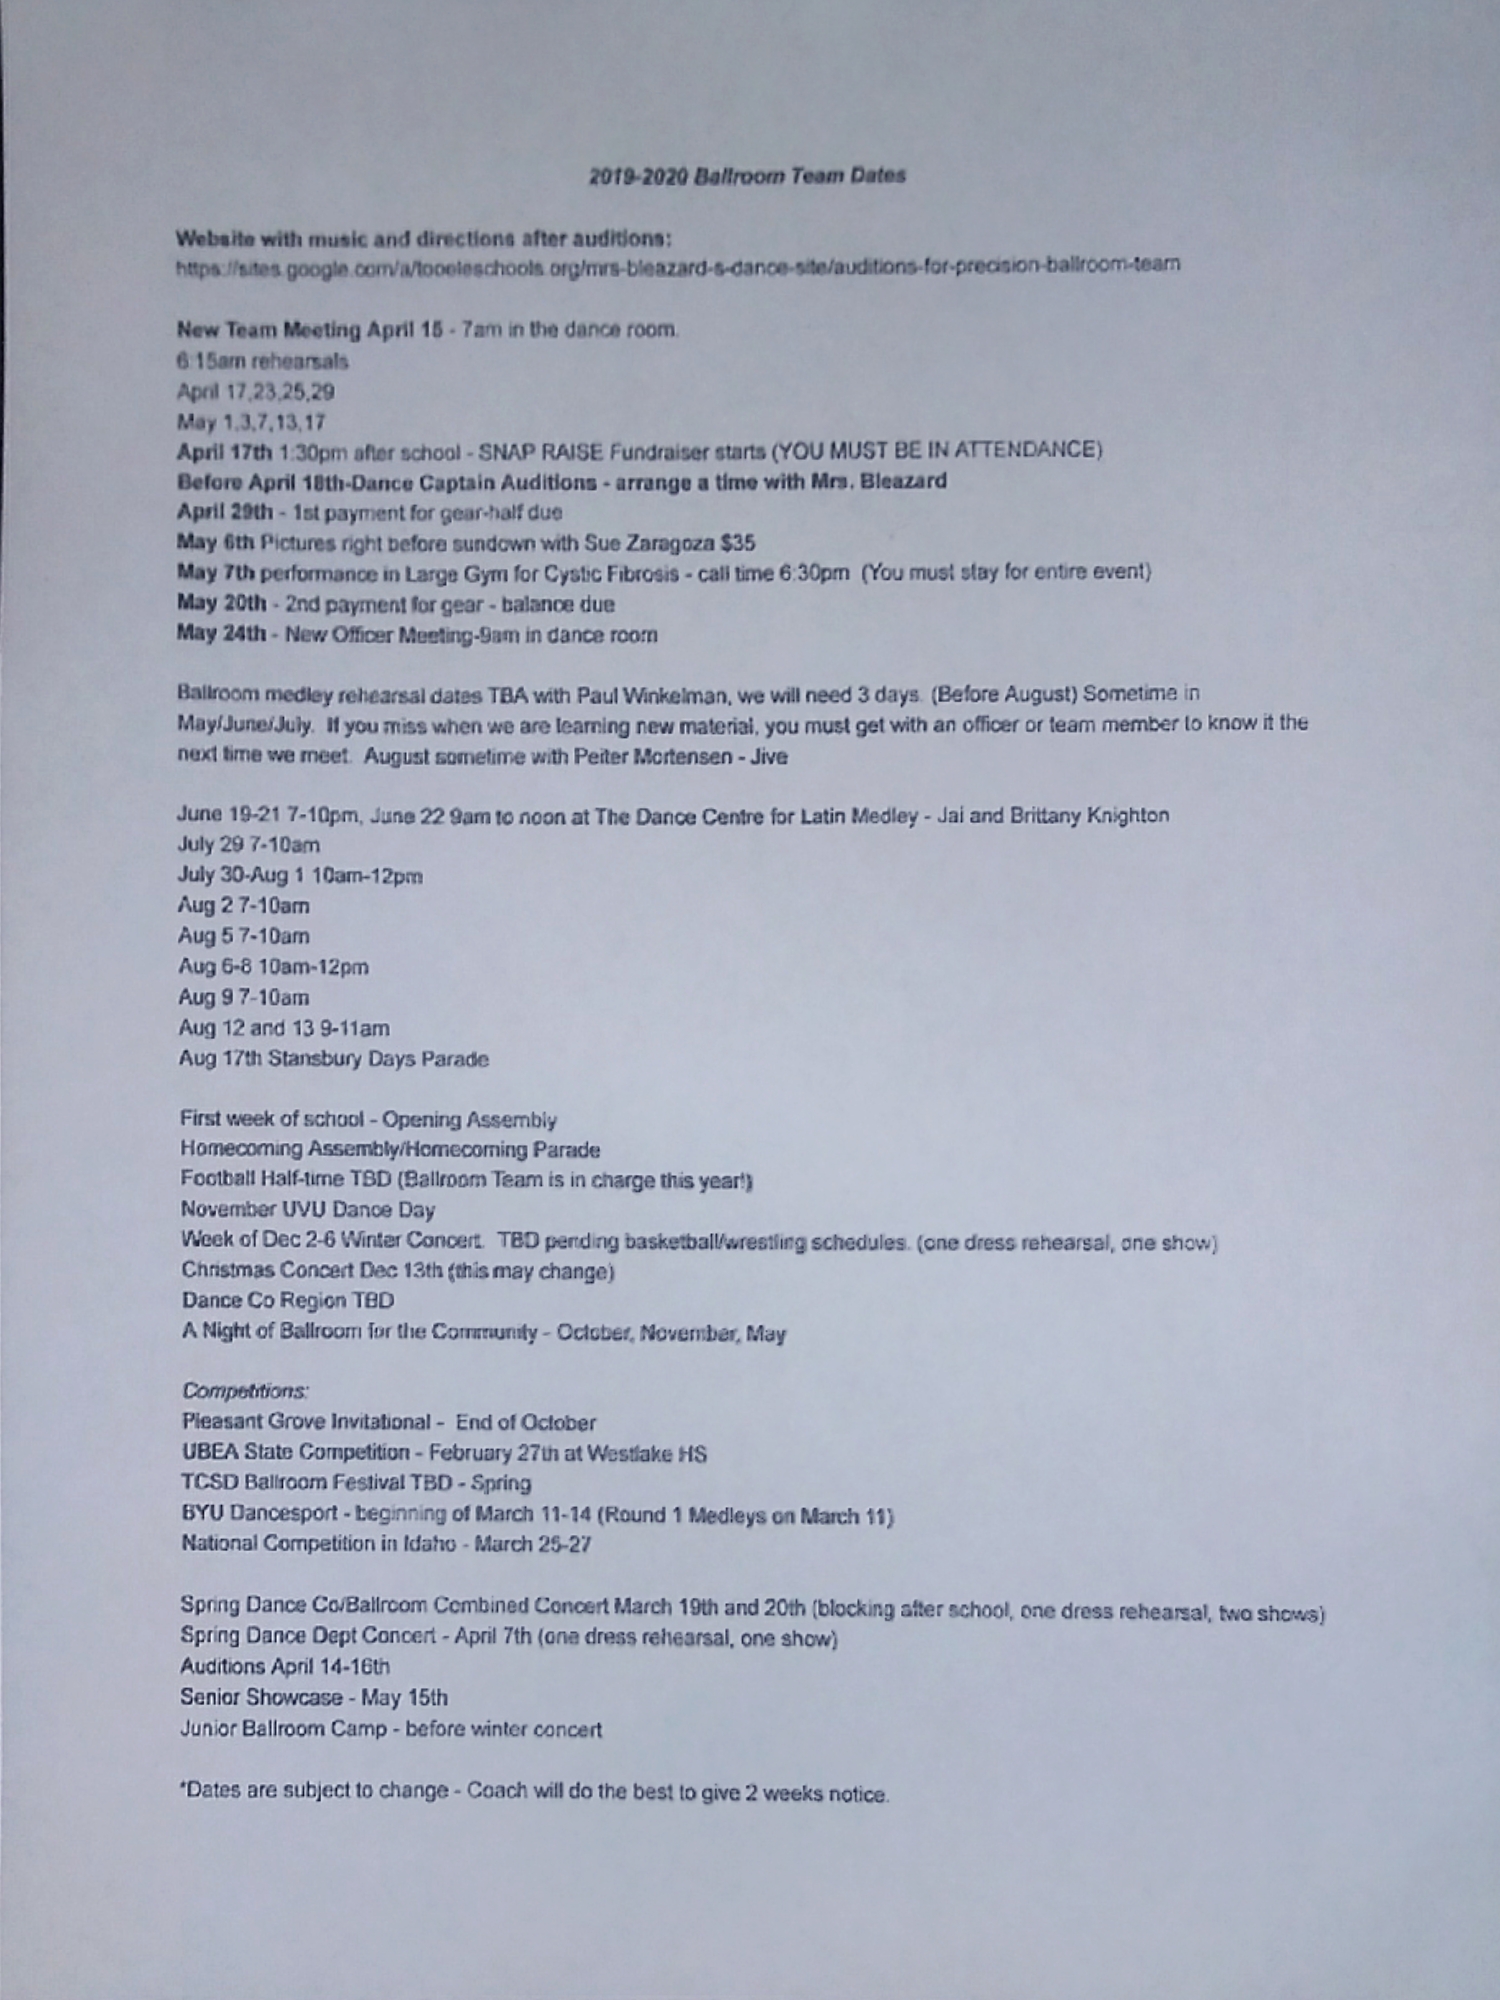 2019-2020 Ballroom Team Dates
Website with music and directions after auditions:
https://sites.google.com/a/tooeleschools.org/mrs-bleazard-s-dance-site/auditions-for-precision-ballroom-team
New Team Meeting April 15 - 7am in the dance room.
6:15am rehearsals
April 17,23,25,29
May 1,3,7,13,17
April 17th 1:30pm after school - SNAP RAISE Fundraiser starts (YOU MUST BE IN ATTENDANCE)
Before April 18th-Dance Captain Auditions - arrange a time with Mrs. Bleazard
April 29th - 1st payment for gear-half due
May 6th Pictures right before sundown with Sue Zaragoza $35
May 7th performance in Large Gym for Cystic Fibrosis - call time 6:30pm (You must stay for entire event)
May 20th - 2nd payment for gear - balance due
May 24th - New Officer Meeting-9am in dance room
Ballroom medley rehearsal dates TBA with Paul Winkelman, we will need 3 days. (Before August) Sometime in
May/June/July. If you miss when we are learning new material, you must get with an officer or team member to know it the
next time we meet. August sometime with Peiter Mortensen - Jive
June 19-21 7-10pm, June 22 9am to noon at The Dance Centre for Latin Medley - Jai and Brittany Knighton
July 29 7-10am
July 30-Aug 1 10am-12pm
Aug 2 7-10am
Aug 5 7-10am
Aug 6-8 10am-12pm
Aug 9 7-10am
Aug 12 and 13 9-11am
Aug 17th Stansbury Days Parade
First week of school - Opening Assembly
Homecoming Assembly/Homecoming Parade
Football Half-time TBD (Ballroom Team is in charge this year!)
November UVU Dance Day
Week of Dec 2-6 Winter Concert. TBD pending basketball/wrestling schedules. (one dress rehearsal, one show)
Christmas Concert Dec 13th (this may change)
Dance Co Region TBD
A Night of Ballroom for the Community - October, November, May
Competitions:
Pleasant Grove Invitational - End of October
UBEA State Competition - February 27th at Westlake HS
TCSD Ballroom Festival TBD - Spring
BYU Dancesport - beginning of March 11-14 (Round 1 Medleys on March 11)
National Competition in Idaho - March 25-27
Spring Dance Co/Ballroom Combined Concert March 19th and 20th (blocking after school, one dress rehearsal, two shows)
Spring Dance Dept Concert - April 7th (one dress rehearsal, one show)
Auditions April 14-16th
Senior Showcase - May 15th
Junior Ballroom Camp - before winter concert
*Dates are subject to change - Coach will do the best to give 2 weeks notice.